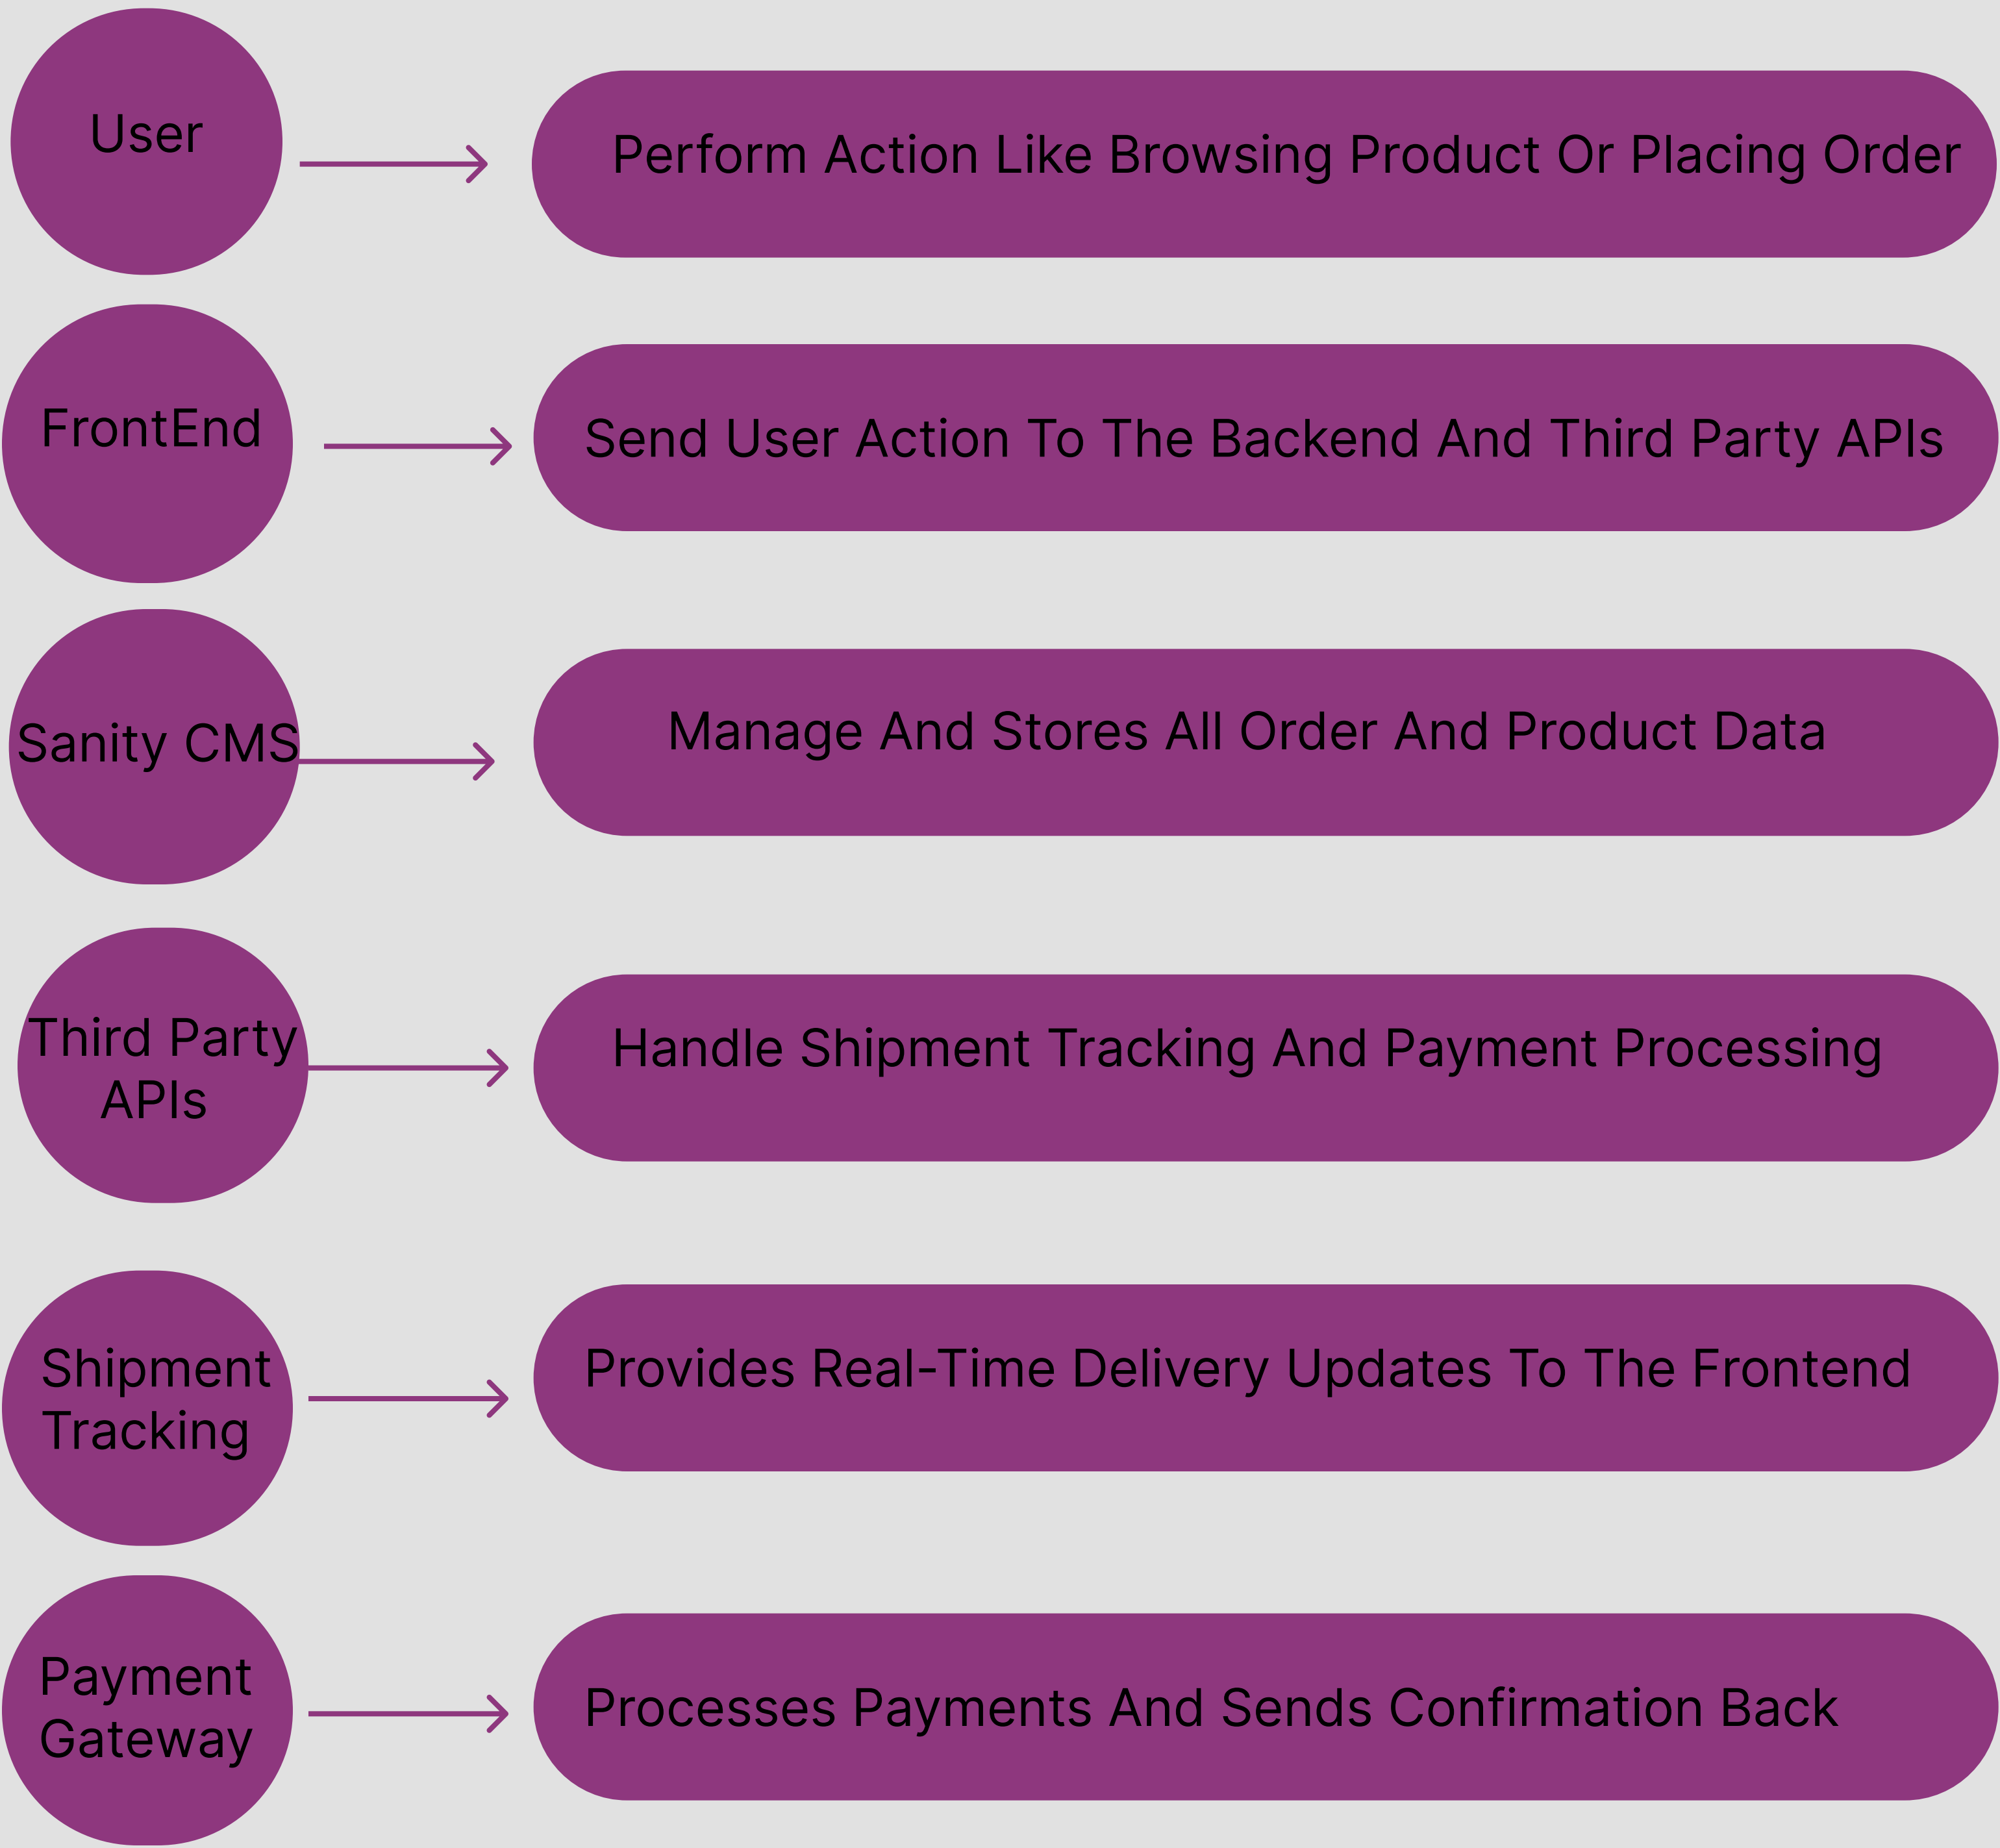 User
Perform Action Like Browsing Product Or Placing Order
FrontEnd
Send User Action To The Backend And Third Party APIs
Sanity CMS
Manage And Stores All Order And Product Data
Third Party
APIs
Handle Shipment Tracking And Payment Processing
Shipment
Tracking
Provides Real-Time Delivery Updates To The Frontend
Payment
Gateway
Processes Payments And Sends Confirmation Back